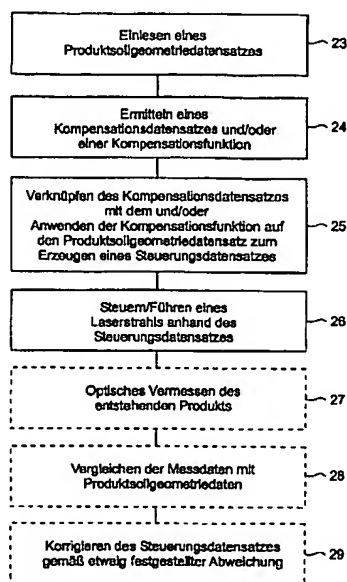 Einlesen eines
Produktsollgeometriedatensatzes
23
Ermitteln eines
Kompensationsdatensatzes und/oder
einer Kompensationsfunktion
24
Verknüpfen des Kompensationsdatensatzes
mit dem und/oder
Anwenden der Kompensationsfunktion auf
den Produktsollgeometriedatensatz zum
Erzeugen eines Steuerungsdatensatzes
25
Steuern/Führen eines
Laserstrahls anhand des
Steuerungsdatensatzes
26
Optisches Vermessen des
entstehenden Produkts
27
Vergleichen der Messdaten mit
Produktsollgeometriedaten
28
Korrigieren des Steuerungsdatensatzes
gemäß etwaig festgestellter Abweichung
29